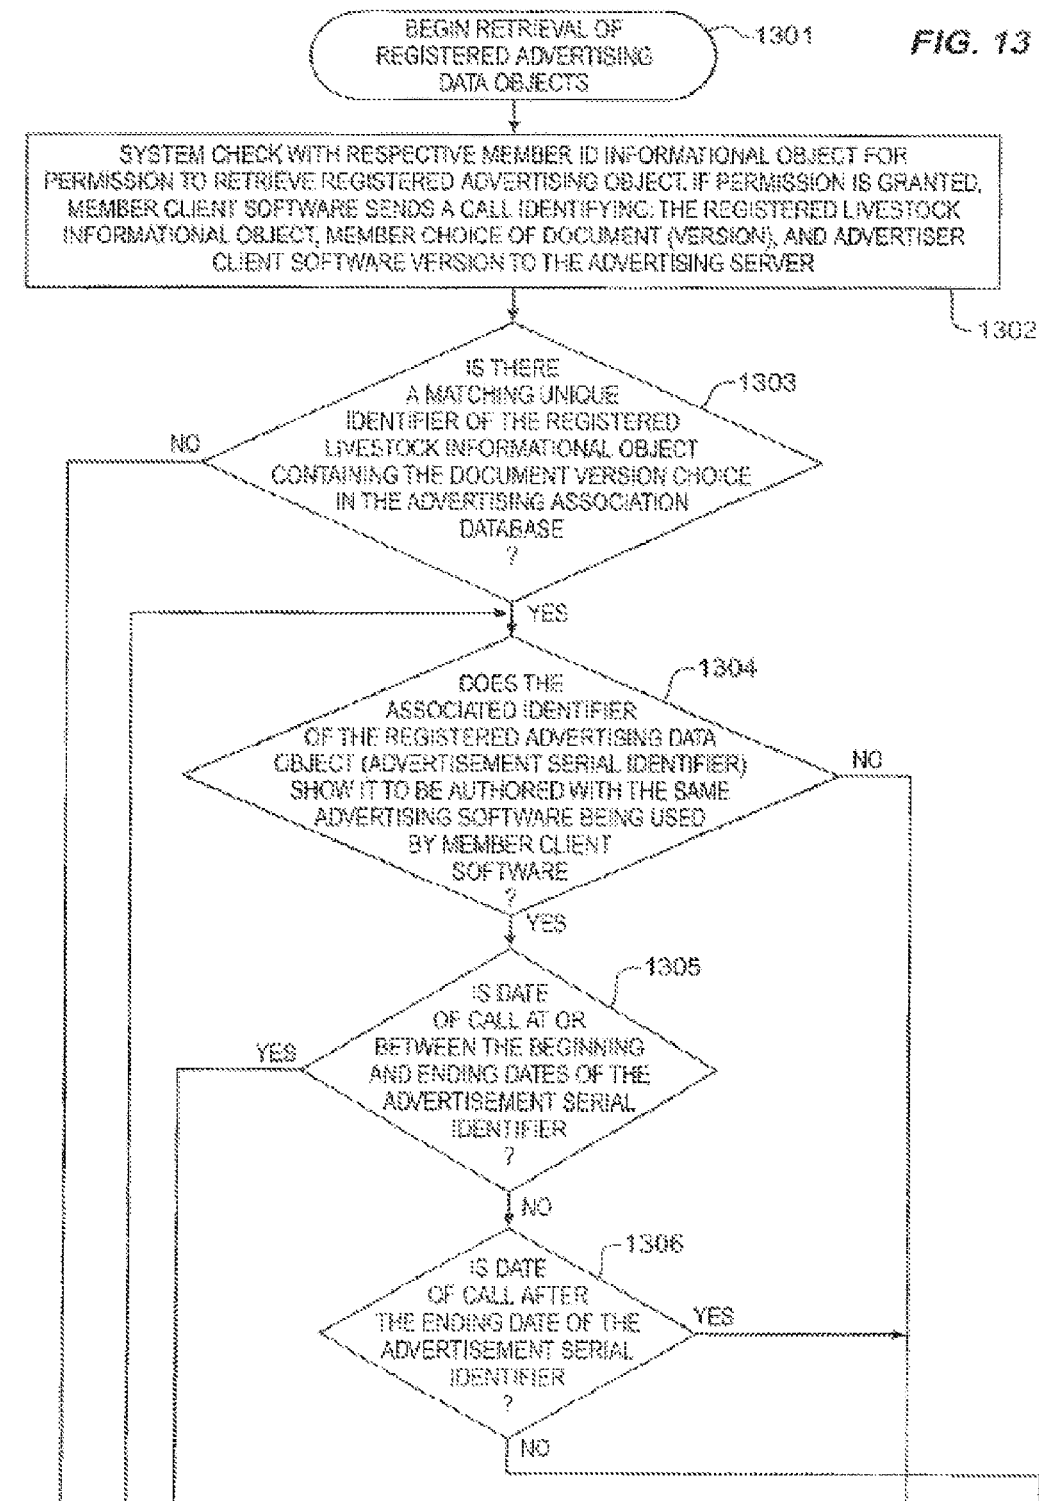 BEGIN RETRIEVAL OF
REGISTERED ADVERTISING
DATA OBJECTS
1301
FIG. 13
SYSTEM CHECK WITH RESPECTIVE MEMBER ID INFORMATIONAL OBJECT FOR
PERMISSION TO RETRIEVE REGISTERED ADVERTISING OBJECT. IF PERMISSION IS GRANTED,
MEMBER CLIENT SOFTWARE SENDS A CALL IDENTIFYING: THE REGISTERED LIVESTOCK
INFORMATIONAL OBJECT, MEMBER CHOICE OF DOCUMENT (VERSION), AND ADVERTISER
CLIENT SOFTWARE VERSION TO THE ADVERTISING SERVER
1302
IS THERE
A MATCHING UNIQUE
IDENTIFIER OF THE REGISTERED
LIVESTOCK INFORMATIONAL OBJECT
CONTAINING THE DOCUMENT VERSION CHOICE
IN THE ADVERTISING ASSOCIATION
DATABASE
?
1303
NO
YES
DOES THE
ASSOCIATED IDENTIFIER
OF THE REGISTERED ADVERTISING DATA
OBJECT (ADVERTISEMENT SERIAL IDENTIFIER)
SHOW IT TO BE AUTHORED WITH THE SAME
ADVERTISING SOFTWARE BEING USED
BY MEMBER CLIENT
SOFTWARE
?
1304
NO
YES
IS DATE
OF CALL AT OR
BETWEEN THE BEGINNING
AND ENDING DATES OF THE
ADVERTISEMENT SERIAL
IDENTIFIER
?
1305
YES
NO
IS DATE
OF CALL AFTER
THE ENDING DATE OF THE
ADVERTISEMENT SERIAL
IDENTIFIER
?
1306
YES
NO